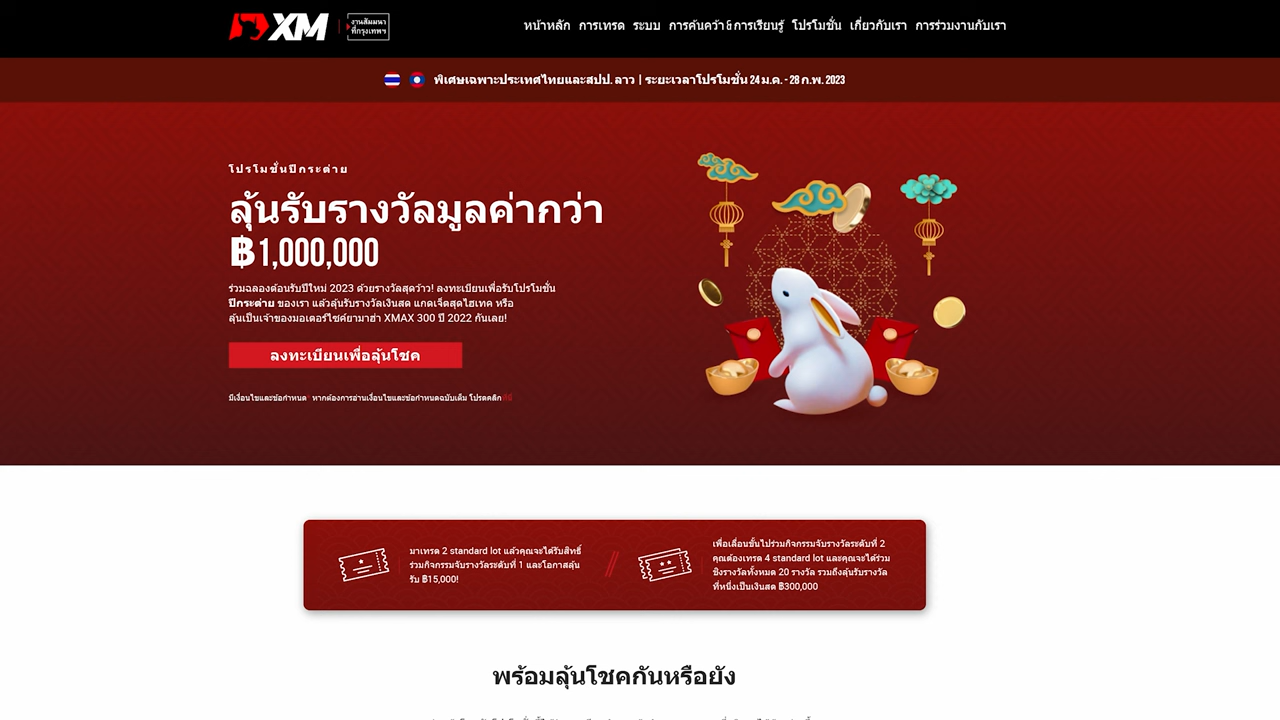 XM
งานสัมมนา
ที่กรุงเทพฯ
หน้าหลัก การเทรด ระบบ การค้นคว้า & การเรียนรู้ โปรโมชั่น เกี่ยวกับเรา การร่วมงานกับเรา
พิเศษเฉพาะประเทศไทยและสปป. ลาว | ระยะเวลาโปรโมชั่น 24 ม.ค. - 28 ก.พ. 2023
โปรโมชั่นปีกระต่าย
ลุ้นรับรางวัลมูลค่ากว่า
฿1,000,000
ร่วมฉลองต้อนรับปีใหม่ 2023 ด้วยรางวัลสุดว้าว! ลงทะเบียนเพื่อรับโปรโมชั่น
ปีกระต่าย ของเรา แล้วลุ้นรับรางวัลเงินสด แกดเจ็ตสุดไฮเทค หรือ
ลุ้นเป็นเจ้าของมอเตอร์ไซค์ยามาฮ่า XMAX 300 ปี 2022 กันเลย!
ลงทะเบียนเพื่อลุ้นโชค
มีเงื่อนไขและข้อกำหนด* หากต้องการอ่านเงื่อนไขและข้อกำหนดฉบับเต็ม โปรดคลิกที่นี่
มาเทรด 2 standard lot แล้วคุณจะได้รับสิทธิ์
ร่วมกิจกรรมจับรางวัลระดับที่ 1 และโอกาสลุ้น
รับ ฿15,000!
เพื่อเลื่อนขั้นไปร่วมกิจกรรมจับรางวัลระดับที่ 2
คุณต้องเทรด 4 standard lot และคุณจะได้ร่วม
ชิงรางวัลทั้งหมด 20 รางวัล รวมถึงลุ้นรับรางวัล
ที่หนึ่งเป็นเงินสด ฿300,000
พร้อมลุ้นโชคกันหรือยัง